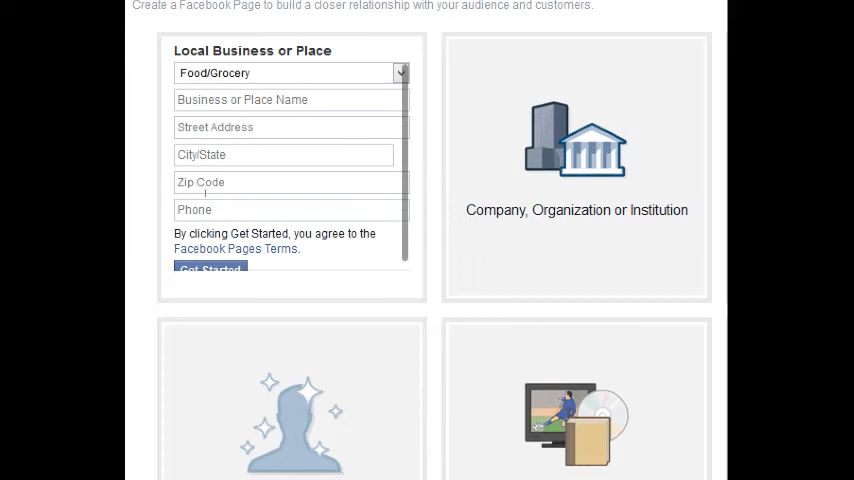 Create a Facebook Page to build a closer relationship with your audience and customers.
Local Business or Place
Food/Grocery
Business or Place Name
Street Address
City/State
Zip Code
Phone
By clicking Get Started, you agree to the
Facebook Pages Terms.
Get Started
Company, Organization or Institution